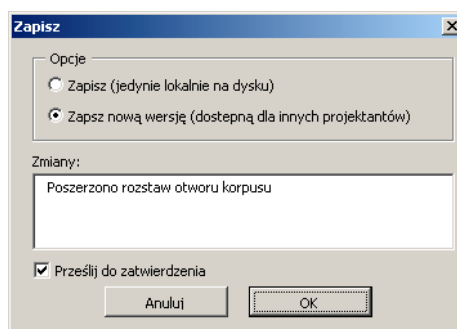 Zapisz
Opcje
Zapisz (jedynie lokalnie na dysku)
Zapsz nową wersję (dostępną dla innych projektantów)
Zmiany:
Poszerzono rozstaw otworu korpusu
Prześlij do zatwierdzenia
Anuluj OK